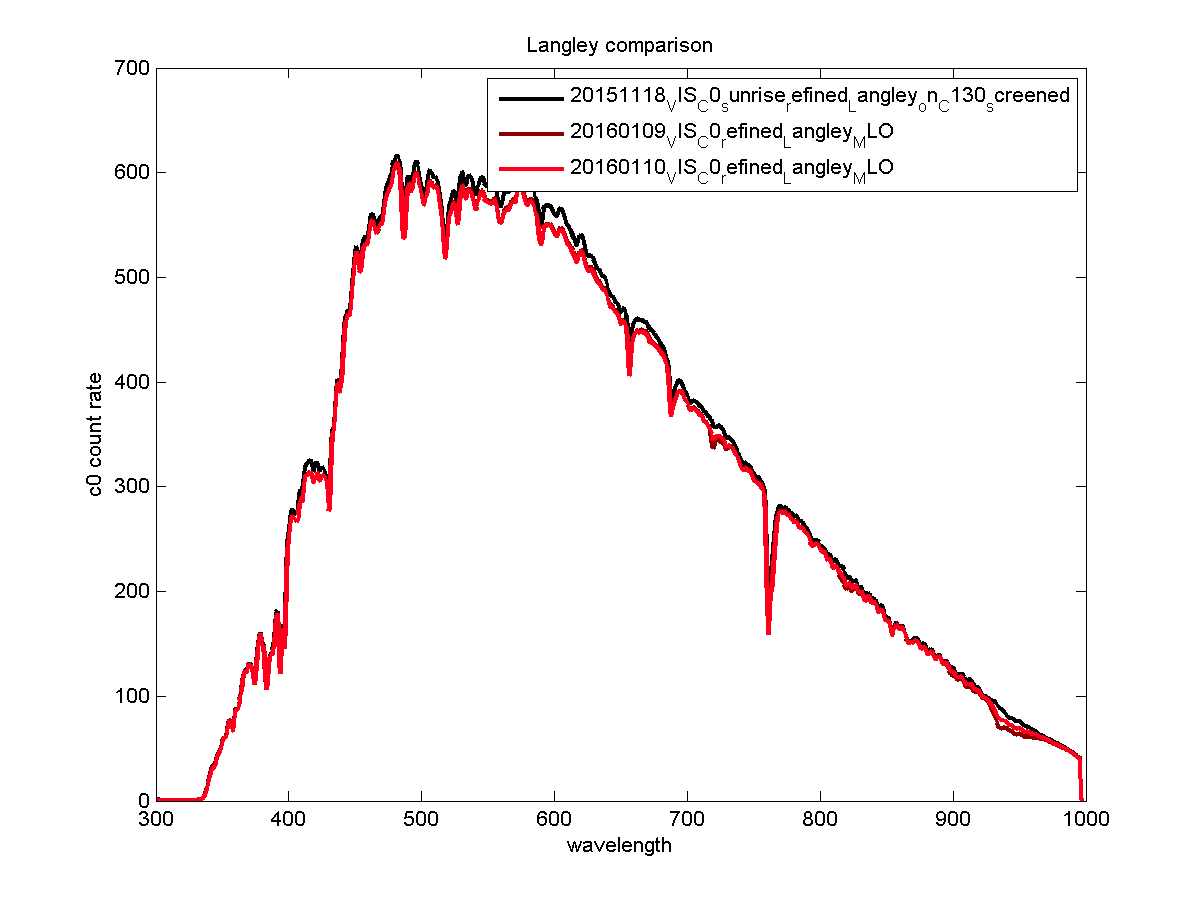 Langley comparison
700
600
500
400
300
200
100
0
c0 count rate
20151118VISC0sunriserefinedLangleyonC130screened
20160109VISC0refinedLangleyMLO
20160110VISC0refinedLangleyMLO
300 400 500 600 700 800 900 1000
wavelength